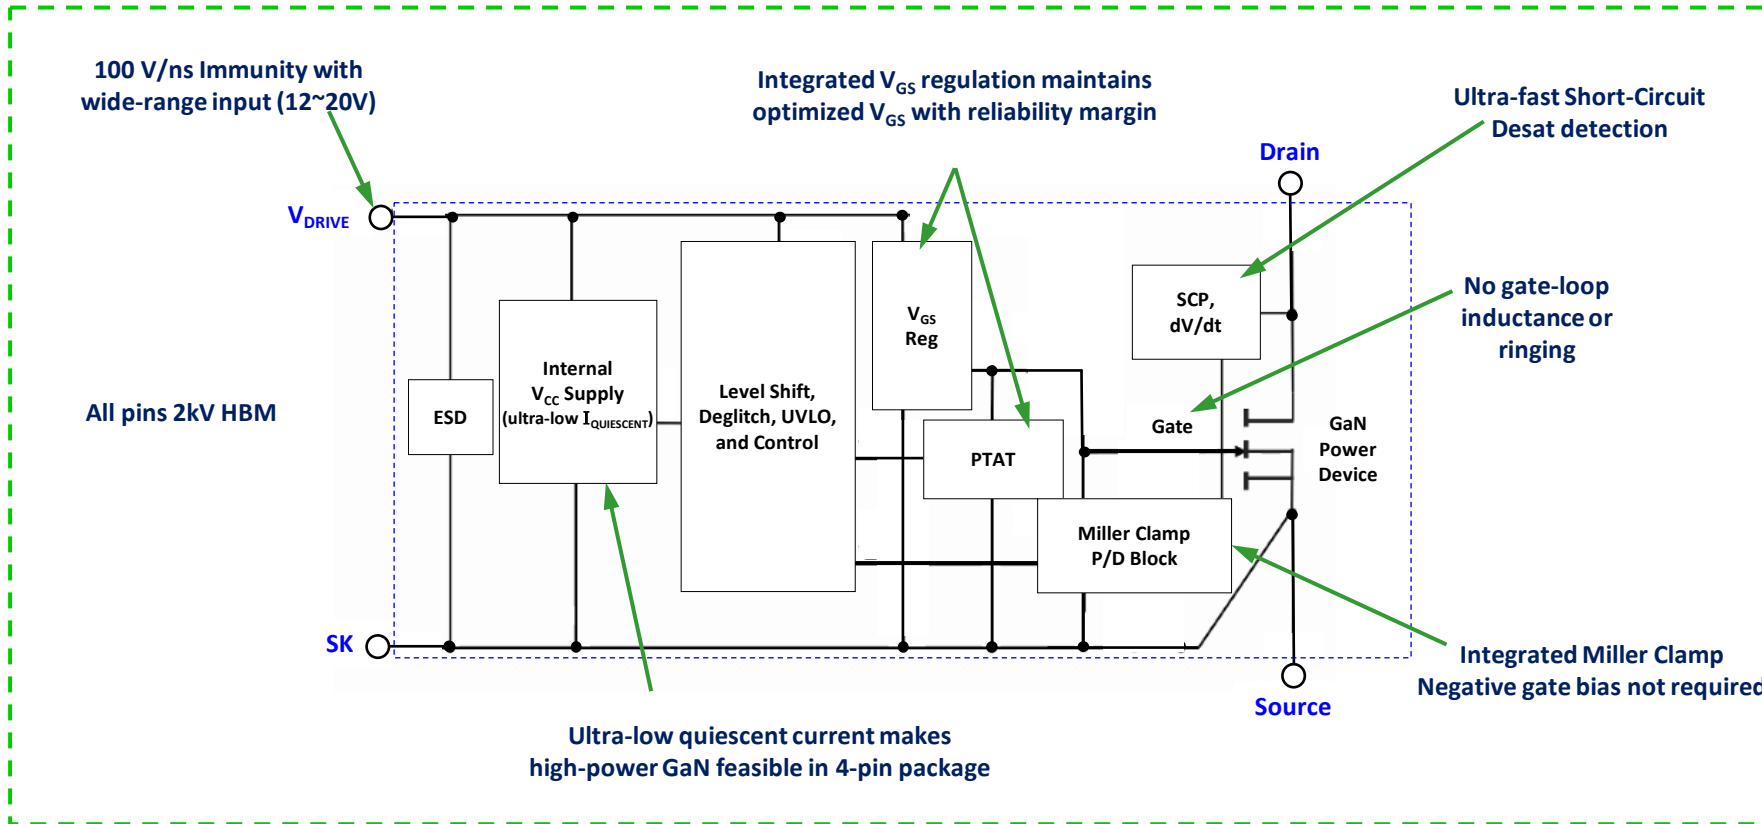 100 V/ns Immunity with
wide-range input (12~20V)
Integrated VGS regulation maintains
optimized VGS with reliability margin
Ultra-fast Short-Circuit
Desat detection
Drain
VDRIVE
SCP,
dV/dt
No gate-loop
inductance or
ringing
VGS
Reg
Internal
VCC Supply
(ultra-low IQUIESCENT)
Level Shift,
Deglitch, UVLO,
and Control
All pins 2kV HBM
ESD
Gate
GaN
Power
Device
PTAT
Miller Clamp
P/D Block
SK
Integrated Miller Clamp
Negative gate bias not required
Source
Ultra-low quiescent current makes
high-power GaN feasible in 4-pin package